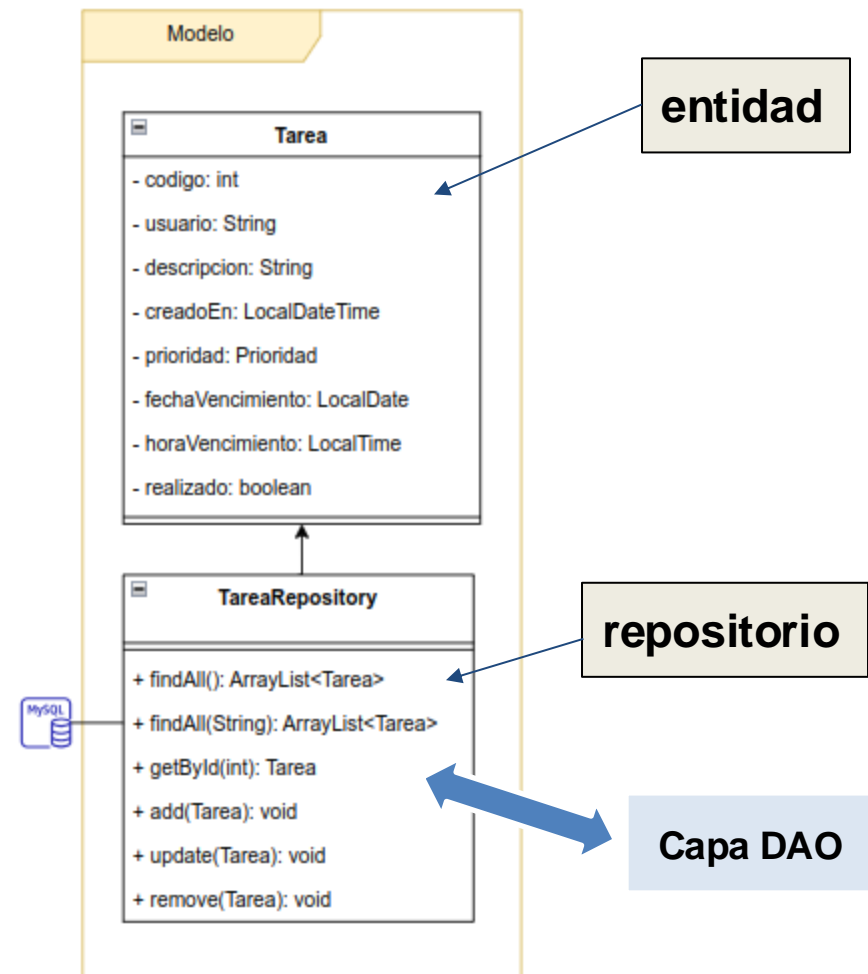 Modelo
entidad
Tarea
- codigo: int
- usuario: String
- descripcion: String
- creadoEn: LocalDateTime
- prioridad: Prioridad
- fechaVencimiento: LocalDate
- horaVencimiento: LocalTime
- realizado: boolean
TareaRepository
repositorio
+ findAll(): ArrayList<Tarea>
MySQL
+ findAll(String): ArrayList<Tarea>
+ getById(int): Tarea
+ add(Tarea): void
+ update(Tarea): void
+ remove(Tarea): void
Capa DAO